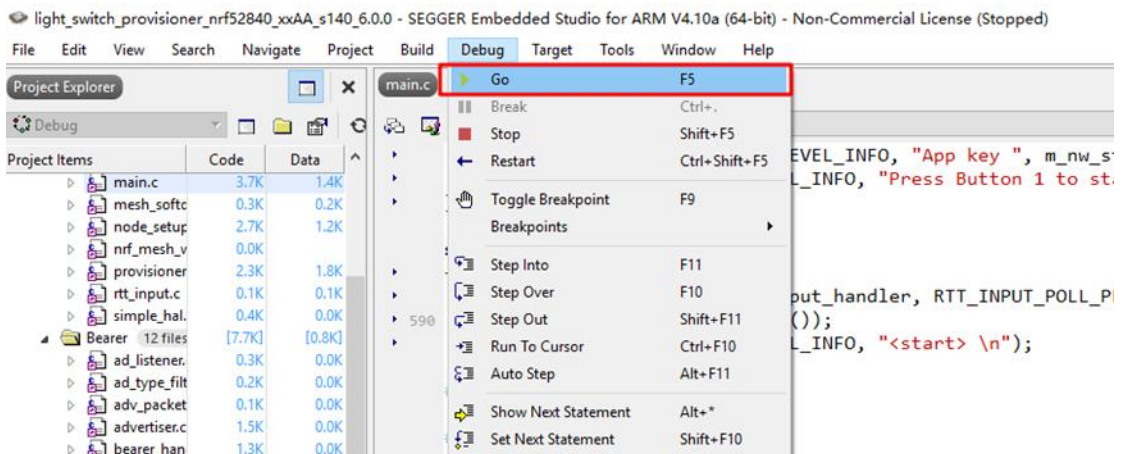 light_switch_provisioner_nrf52840_xxAA_s140_6.0.0 - SEGGER Embedded Studio for ARM V4.10a (64-bit) - Non-Commercial License (Stopped)
File Edit View Search Navigate Project Build Debug Target Tools Window Help
Project Explorer
Debug
Project Items Code Data
main.c 3.7K 1.4K
mesh_softc 0.3K 0.2K
node_setup 2.7K 1.2K
nrf_mesh_v 0.0K
provisioner 2.3K 1.8K
rtt_input.c 0.1K 0.1K
simple_hal. 0.4K 0.0K
Bearer 12 files [7.7K] [0.8K]
ad_listener. 0.3K 0.0K
ad_type_filt 0.2K 0.0K
adv_packet 0.1K 0.0K
advertiser.c 1.5K 0.0K
bearer_han 1.3K 0.0K
main.c
590
Go F5
Break Ctrl+.
Stop Shift+F5
Restart Ctrl+Shift+F5
Toggle Breakpoint F9
Breakpoints
Step Into F11
Step Over F10
Step Out Shift+F11
Run To Cursor Ctrl+F10
Auto Step Alt+F11
Show Next Statement Alt+*
Set Next Statement Shift+F10
EVEL_INFO, "App key ", m_nw_s
L_INFO, "Press Button 1 to sta
put_handler, RTT_INPUT_POLL_P
());
L_INFO, "<start> \n");